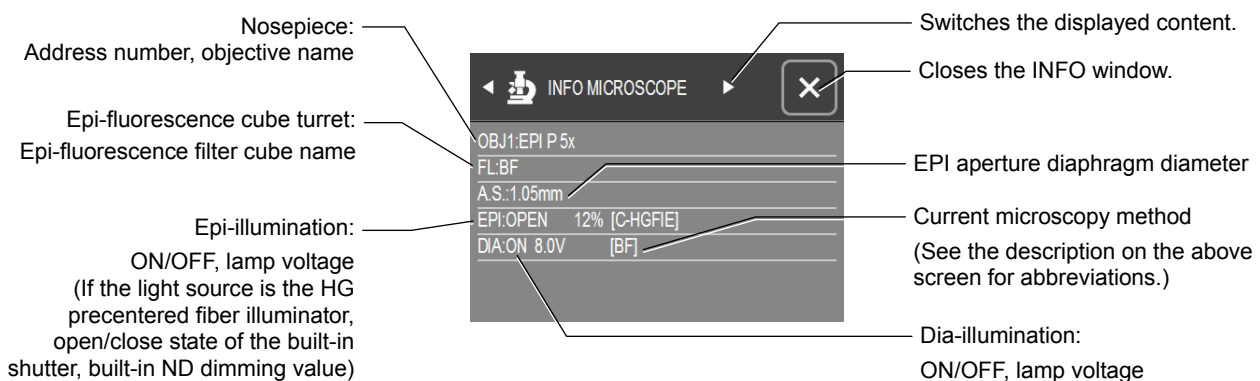 Nosepiece:
Address number, objective name
Epi-fluorescence cube turret:
Epi-fluorescence filter cube name
Epi-illumination:
ON/OFF, lamp voltage
(If the light source is the HG
precentered fiber illuminator,
open/close state of the built-in
shutter, built-in ND dimming value)
INFO MICROSCOPE
OBJ1:EPI P 5x
FL:BF
A.S.:1.05mm
EPI:OPEN 12% [C-HGFIE]
DIA:ON 8.0V [BF]
Switches the displayed content.
Closes the INFO window.
EPI aperture diaphragm diameter
Current microscopy method
(See the description on the above
screen for abbreviations.)
Dia-illumination:
ON/OFF, lamp voltage